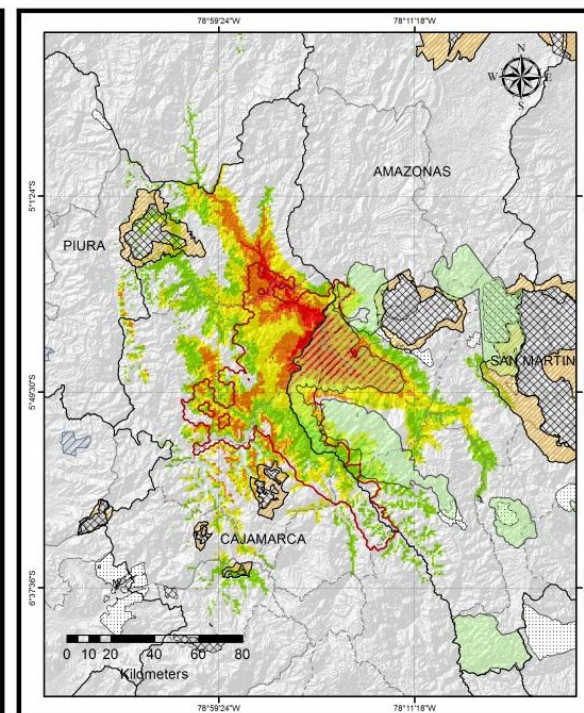 78°59'24"W 78°11'18"W
N
W E
S
AMAZONAS
5°1'24"S
PIURA
SAN MARTIN
5°49'30"S
CAJAMARCA
6°37'36"S
0 10 20 40 60 80
Kilometers
78°59'24"W 78°11'18"W